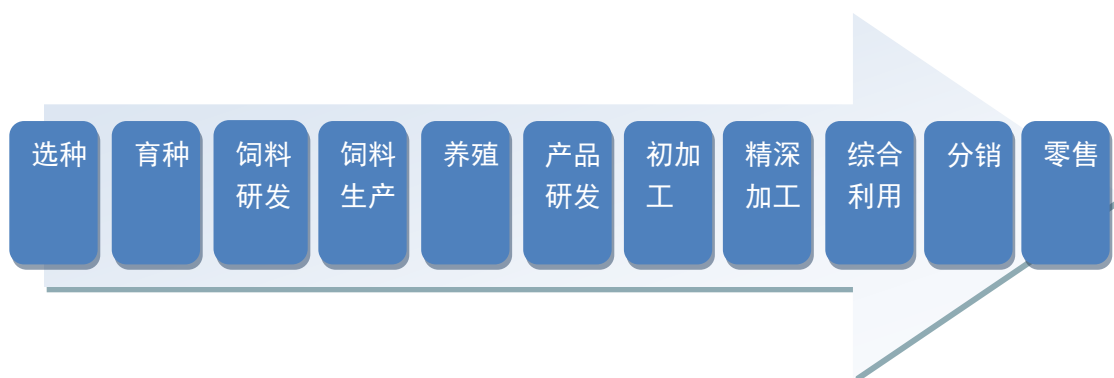 选种
育种
饲料
研发
饲料
生产
养殖
产品
研发
初加
工
精深
加工
综合
利用
分销
零售